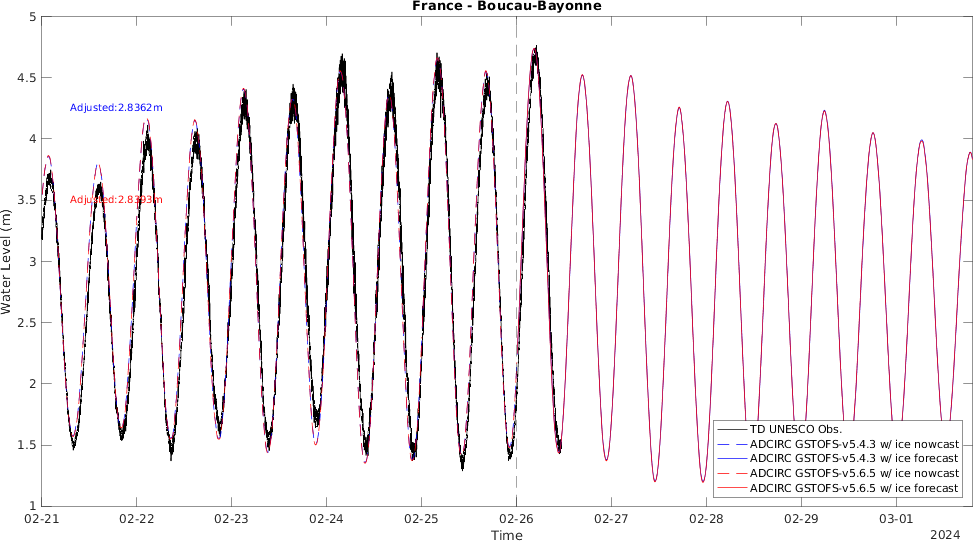 France - Boucau-Bayonne
5
4.5
4
3.5
3
2.5
2
1.5
1
Water Level (m)
Adjusted:2.8362m
Adjusted:2.8393m
TD UNESCO Obs.
ADCIRC GSTOFS-v5.4.3 w/ ice nowcast
ADCIRC GSTOFS-v5.4.3 w/ ice forecast
ADCIRC GSTOFS-v5.6.5 w/ ice nowcast
ADCIRC GSTOFS-v5.6.5 w/ ice forecast
02-21 02-22 02-23 02-24 02-25 02-26 02-27 02-28 02-29 03-01
Time
2024